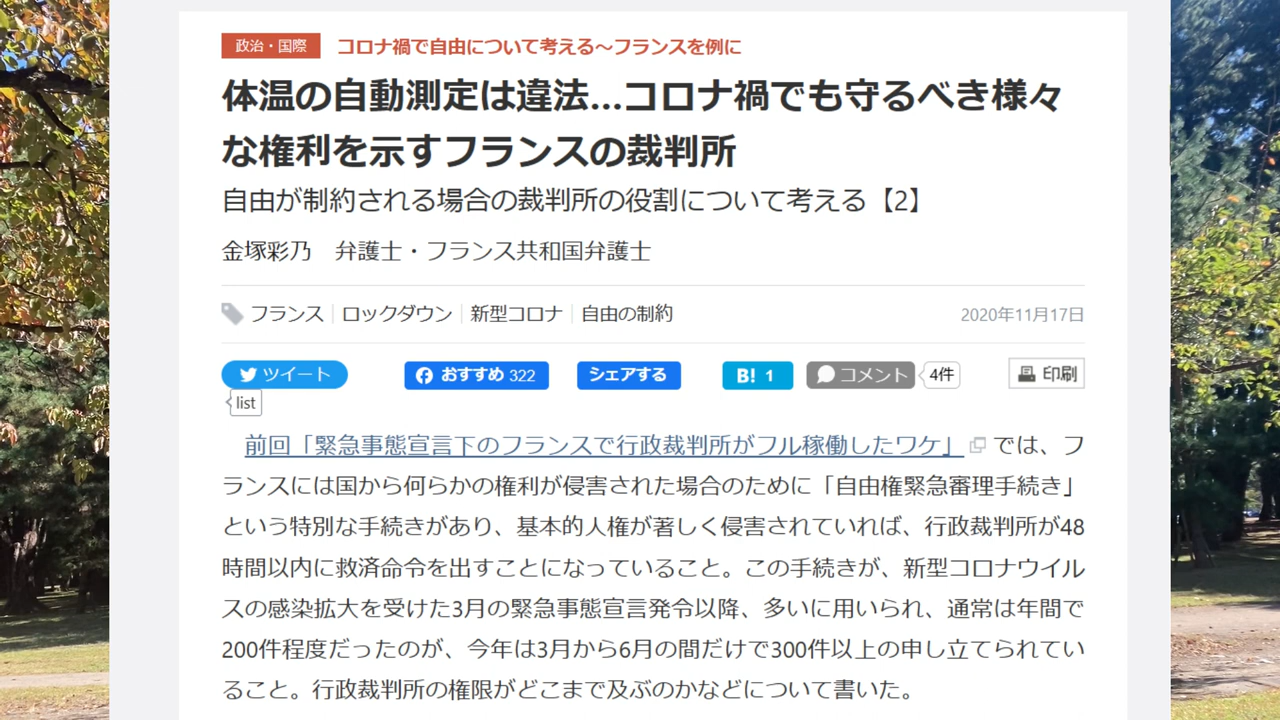 政治・国際 コロナ禍で自由について考える〜フランスを例に
体温の自動測定は違法…コロナ禍でも守るべき様々
な権利を示すフランスの裁判所
自由が制約される場合の裁判所の役割について考える【2】
金塚彩乃　弁護士・フランス共和国弁護士
フランス｜ロックダウン｜新型コロナ｜自由の制約 2020年11月17日
ツイート おすすめ 322 シェアする B! 1 コメント 4件 印刷
list
前回「緊急事態宣言下のフランスで行政裁判所がフル稼働したワケ」では、フ
ランスには国から何らかの権利が侵害された場合のために「自由権緊急審理手続き」
という特別な手続きがあり、基本的人権が著しく侵害されていれば、行政裁判所が48
時間以内に救済命令を出すことになっていること。この手続きが、新型コロナウイル
スの感染拡大を受けた3月の緊急事態宣言発令以降、多いに用いられ、通常は年間で
200件程度だったのが、今年は3月から6月の間だけで300件以上の申し立てられてい
ること。行政裁判所の権限がどこまで及ぶのかなどについて書いた。